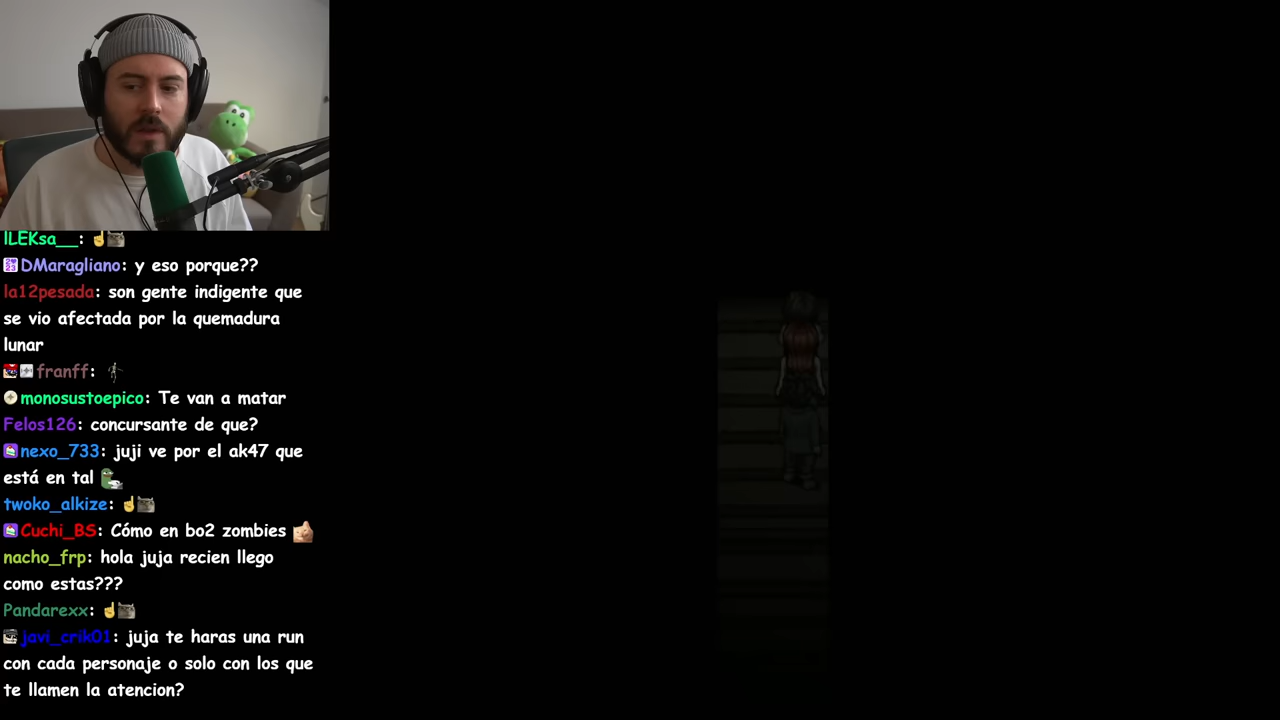 lLEKsa__:
DMaragliano: y eso porque??
la12pesada: son gente indigente que
se vio afectada por la quemadura
lunar
franff:
monosustoepico: Te van a matar
Felos126: concursante de que?
nexo_733: juji ve por el ak47 que
está en tal
twoko_alkize:
Cuchi_BS: Cómo en bo2 zombies
nacho_frp: hola juja recien llego
como estas???
Pandarexx:
javi_crik01: juja te haras una run
con cada personaje o solo con los que
te llamen la atencion?